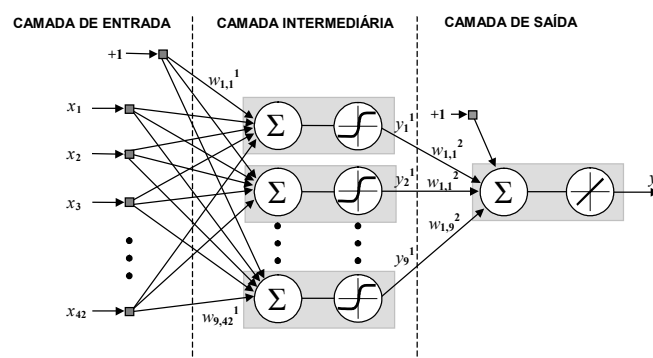 CAMADA DE ENTRADA
CAMADA INTERMEDIÁRIA
CAMADA DE SAÍDA
+1
w1,1^1
x1
x2
x3
x42
Σ
Σ
Σ
w9,42^1
y1^1
y2^1
y9^1
+1
w1,1^2
w1,1^2
w1,9^2
Σ
y